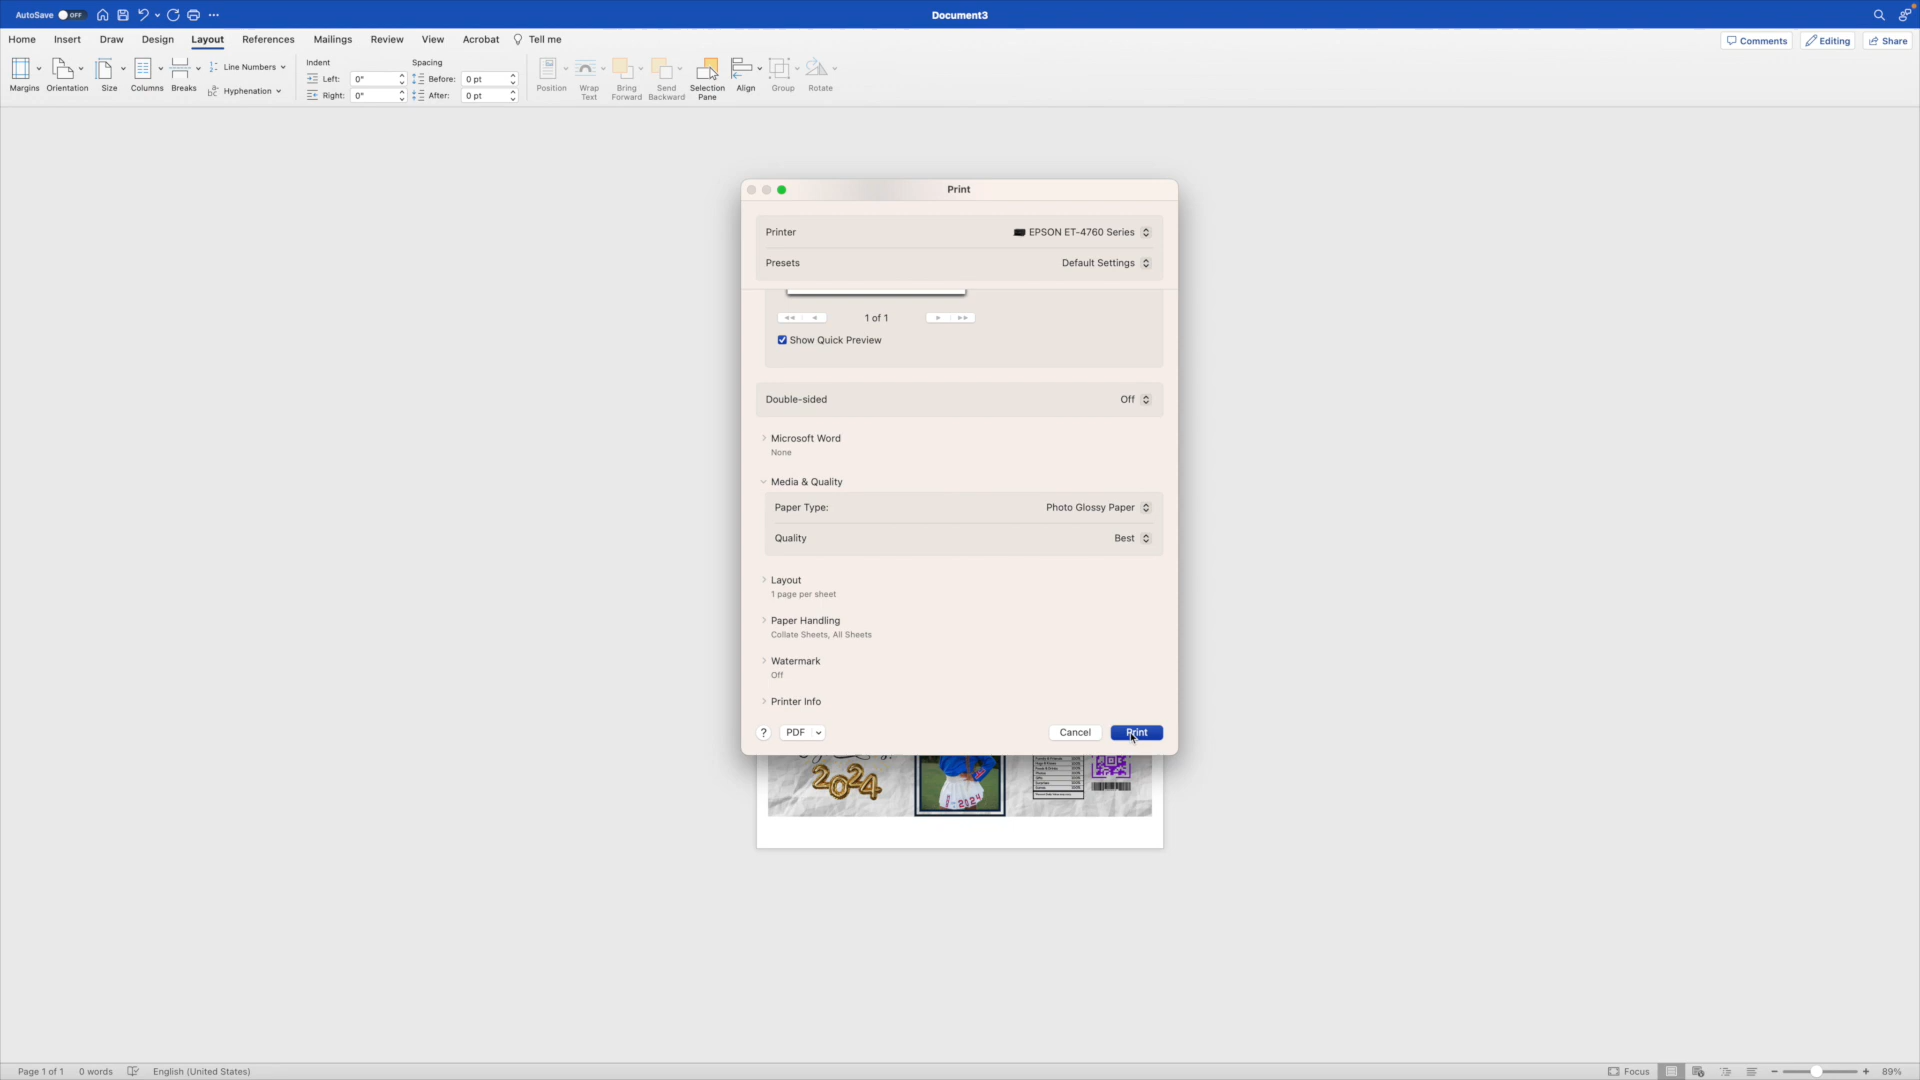 AutoSave OFF
Document3
Home Insert Draw Design Layout References Mailings Review View Acrobat Tell me
Comments Editing Share
Margins Orientation Size Columns Breaks
Line Numbers
Hyphenation
Indent
Left: 0"
Right: 0"
Spacing
Before: 0 pt
After: 0 pt
Position Wrap Text Bring Forward Send Backward Selection Pane Align Group Rotate
Print
Printer EPSON ET-4760 Series
Presets Default Settings
1 of 1
Show Quick Preview
Double-sided Off
Microsoft Word
None
Media & Quality
Paper Type: Photo Glossy Paper
Quality Best
Layout
1 page per sheet
Paper Handling
Collate Sheets, All Sheets
Watermark
Off
Printer Info
? PDF Cancel Print
2024
2024
Page 1 of 1 0 words English (United States) Focus 89%